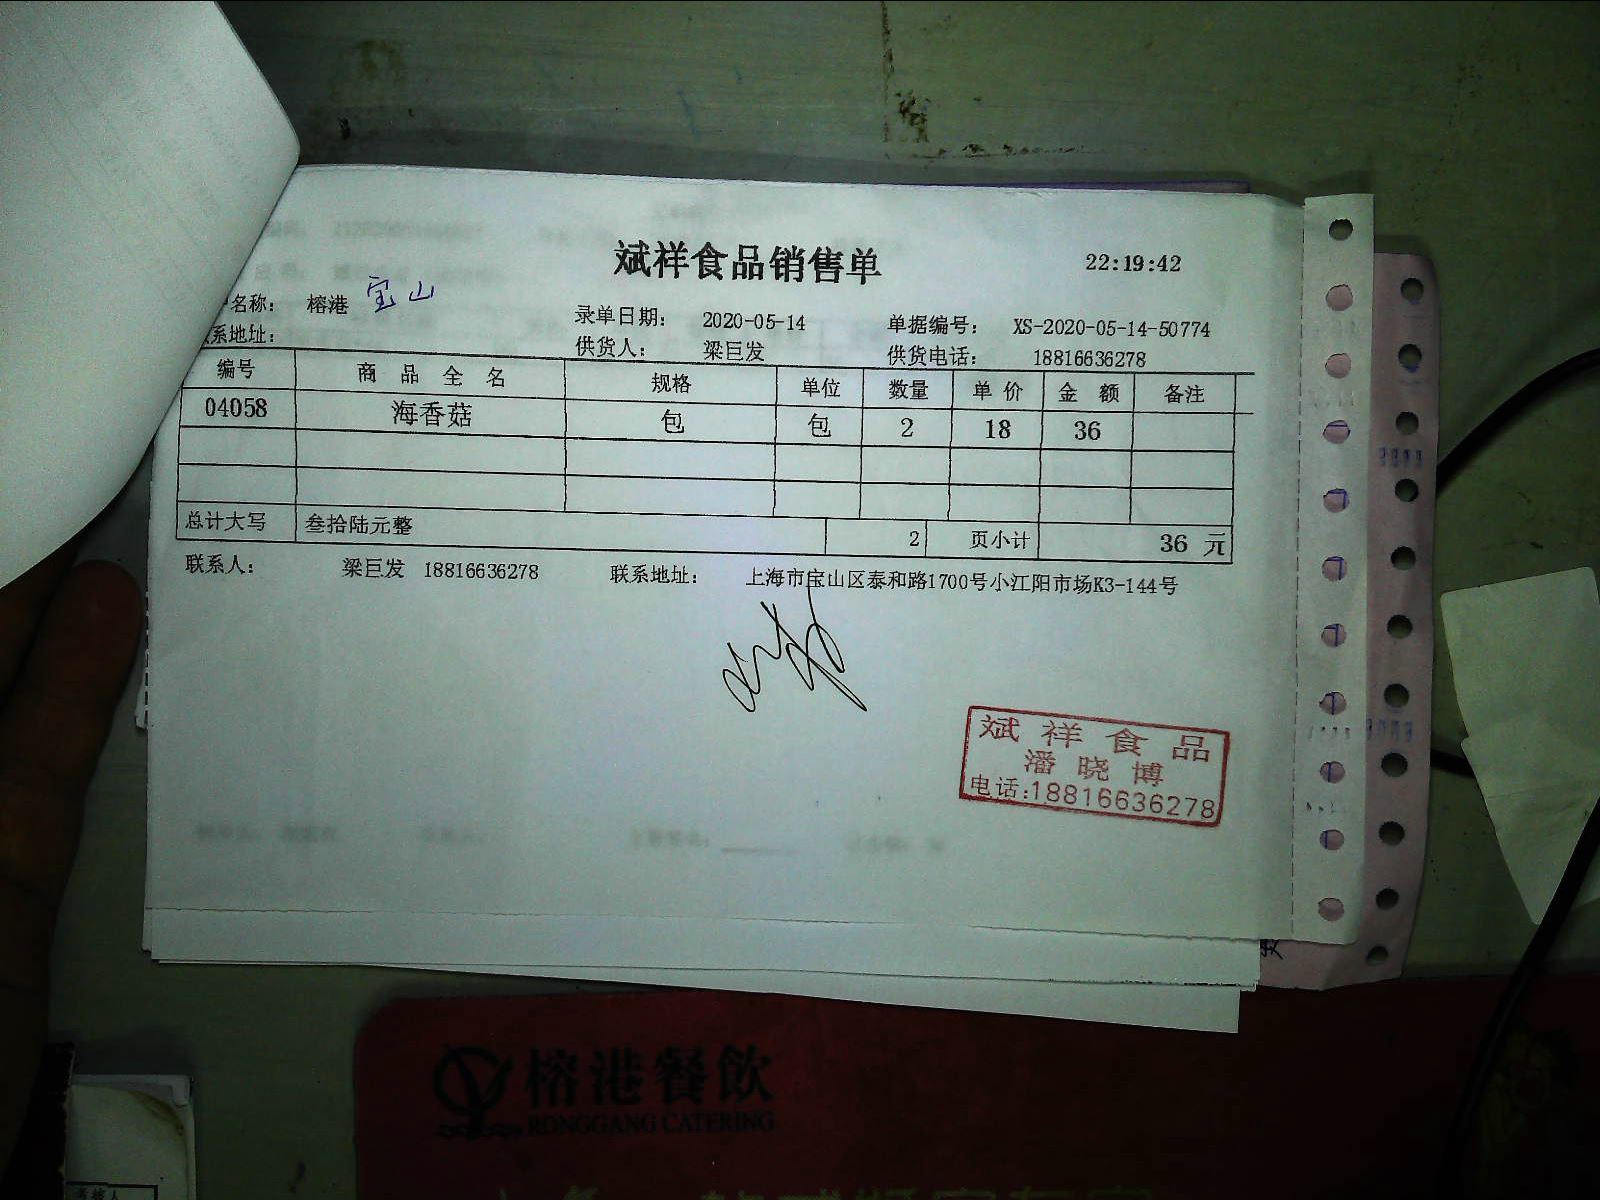 斌祥食品销售单 22:19:42
名称: 榕港 宝山
录单日期: 2020-05-14 单据编号: XS-2020-05-14-50774
系地址: 供货人: 梁巨发 供货电话: 18816636278
编号 商品全名 规格 单位 数量 单价 金额 备注
04058 海香菇 包 包 2 18 36
总计大写 叁拾陆元整 2 页小计 36 元
联系人: 梁巨发 18816636278 联系地址: 上海市宝山区泰和路1700号小江阳市场K3-144号
斌祥食品
潘晓博
电话:18816636278
榕港餐飲
RONGGANG CATERING